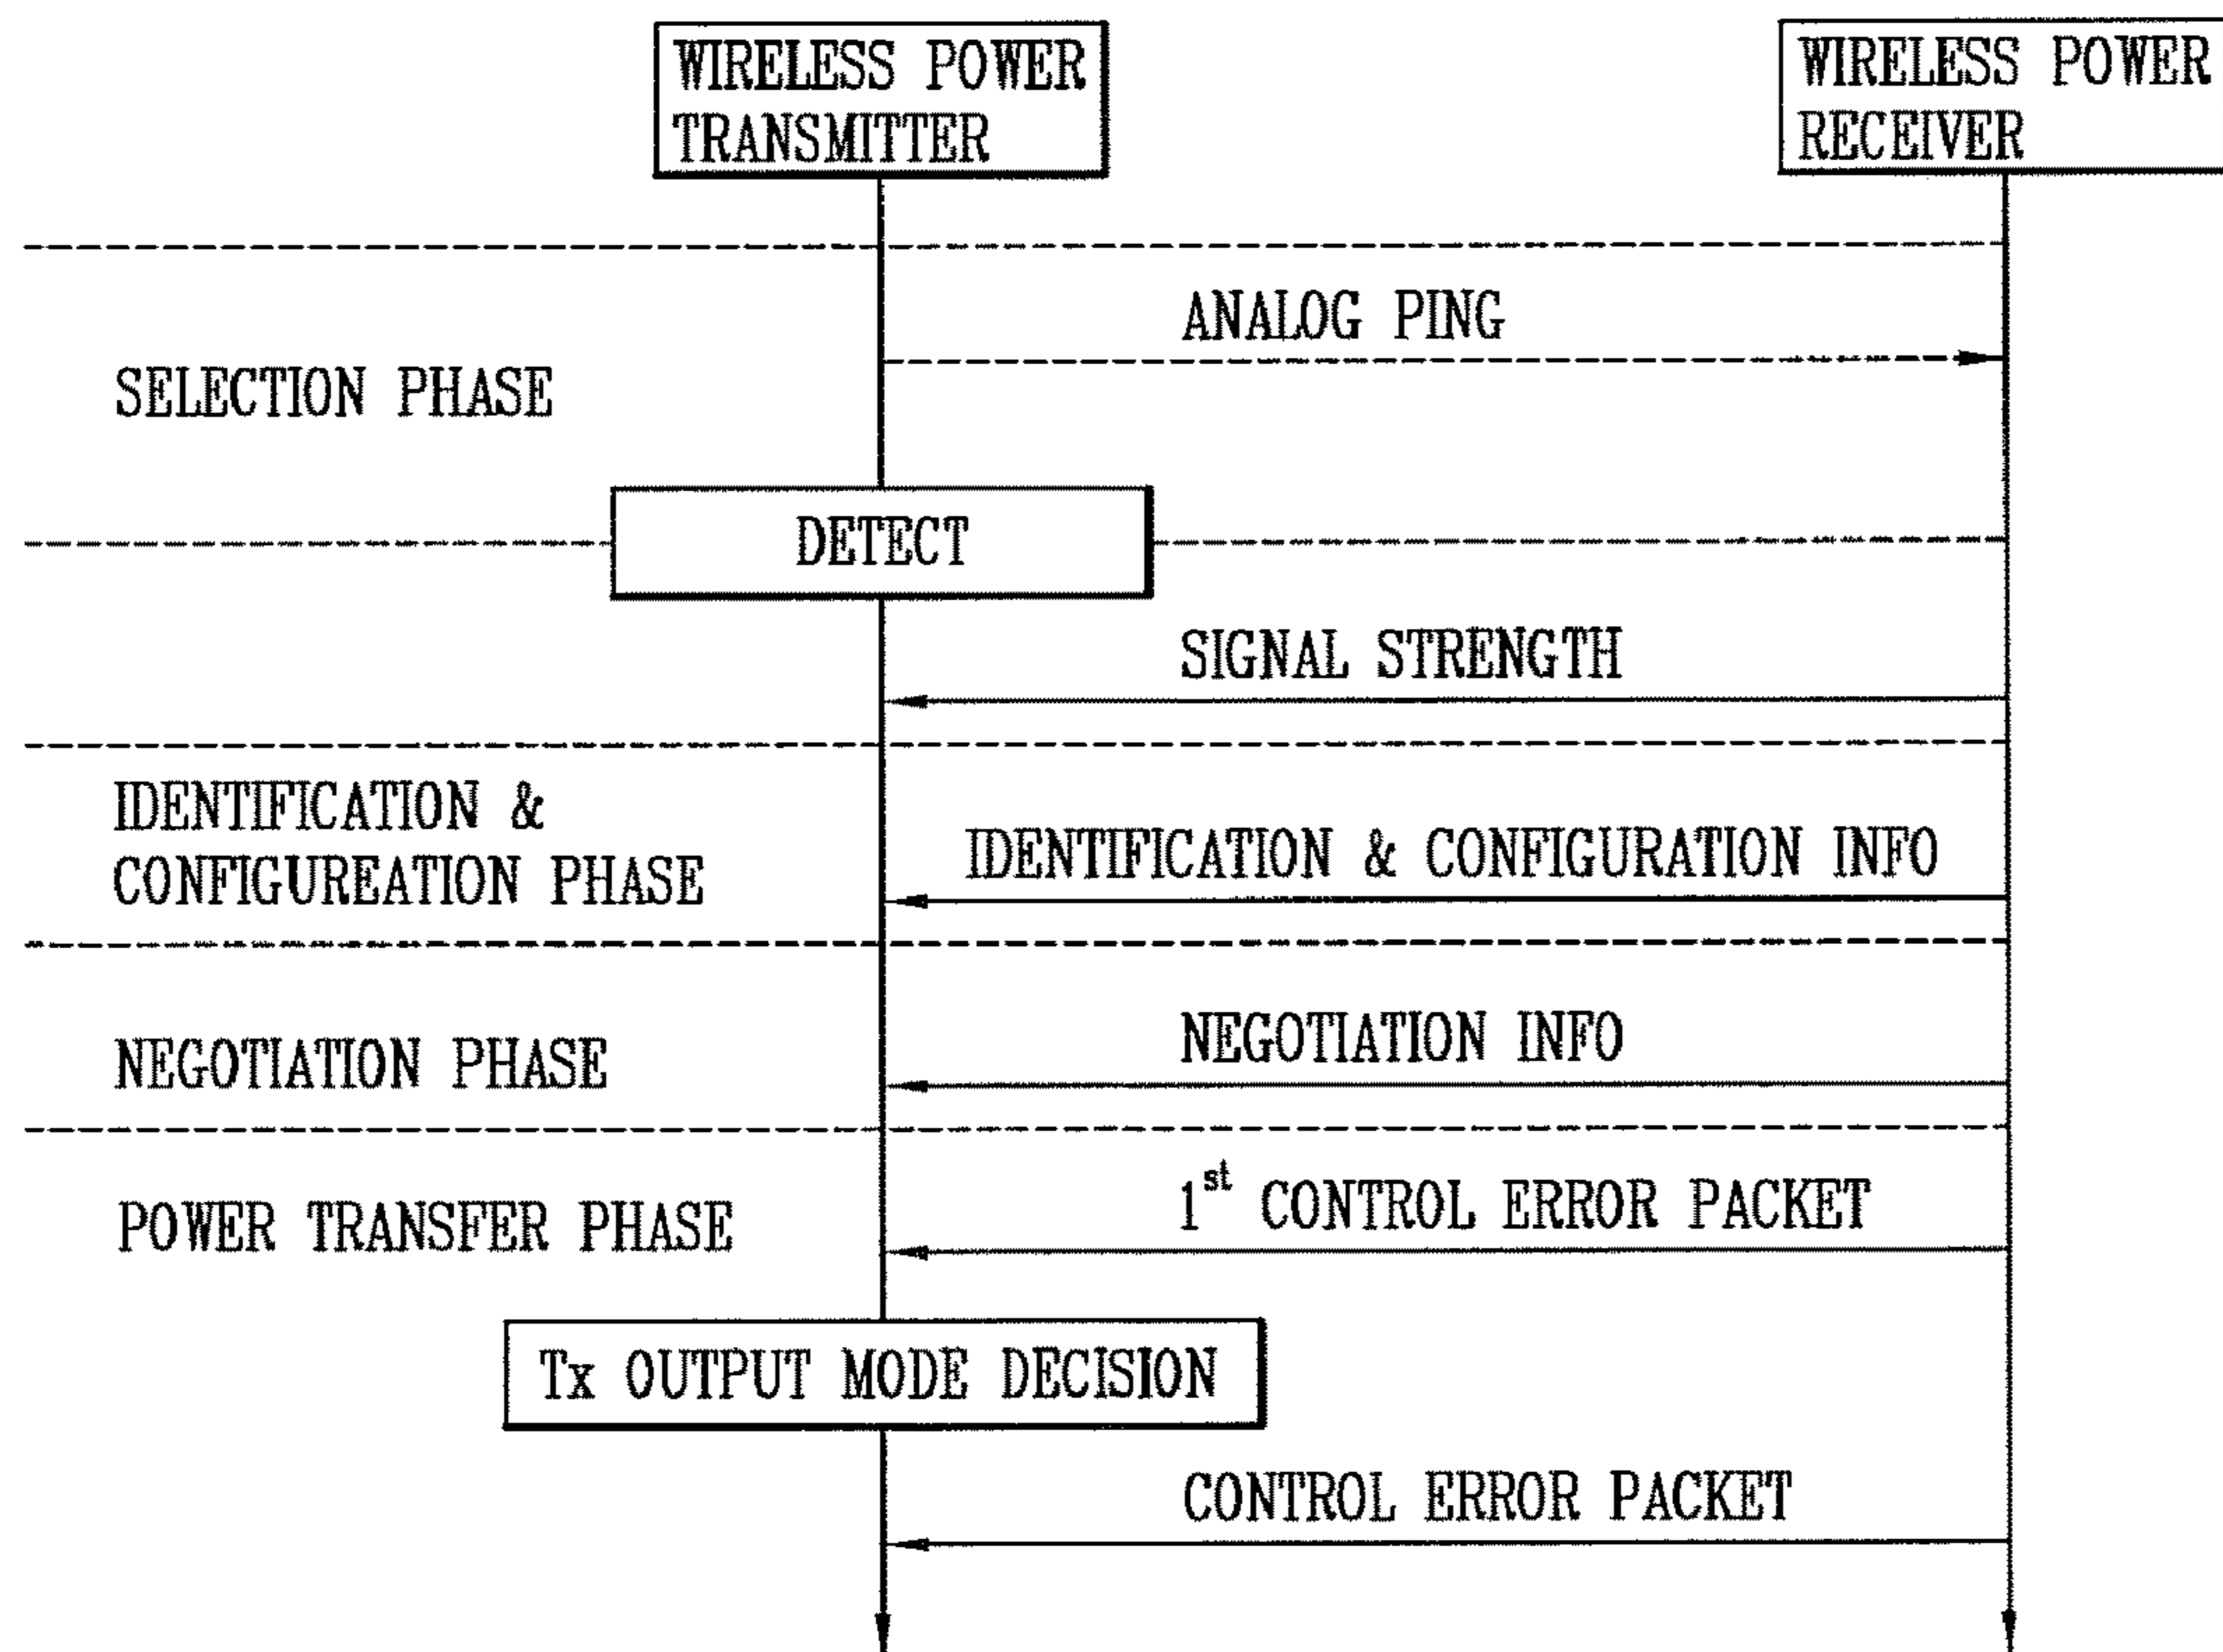 WIRELESS POWER
TRANSMITTER
WIRELESS POWER
RECEIVER
ANALOG PING
SELECTION PHASE
DETECT
SIGNAL STRENGTH
IDENTIFICATION &
CONFIGUREATION PHASE
IDENTIFICATION & CONFIGURATION INFO
NEGOTIATION INFO
NEGOTIATION PHASE
1st CONTROL ERROR PACKET
POWER TRANSFER PHASE
Tx OUTPUT MODE DECISION
CONTROL ERROR PACKET